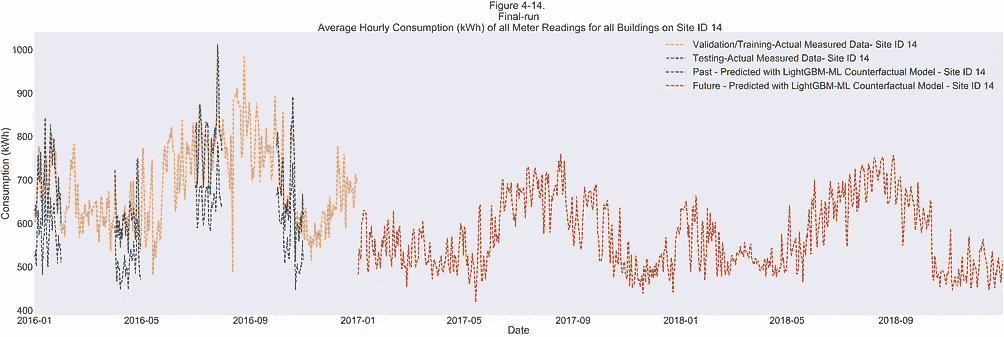 Figure 4-14.
Final-run
Average Hourly Consumption (kWh) of all Meter Readings for all Buildings on Site ID 14
Validation/Training-Actual Measured Data- Site ID 14
Testing-Actual Measured Data- Site ID 14
Past - Predicted with LightGBM-ML Counterfactual Model - Site ID 14
Future - Predicted with LightGBM-ML Counterfactual Model - Site ID 14
Consumption (kWh)
1000
900
800
700
600
500
400
2016-01 2016-05 2016-09 2017-01 2017-05 2017-09 2018-01 2018-05 2018-09
Date